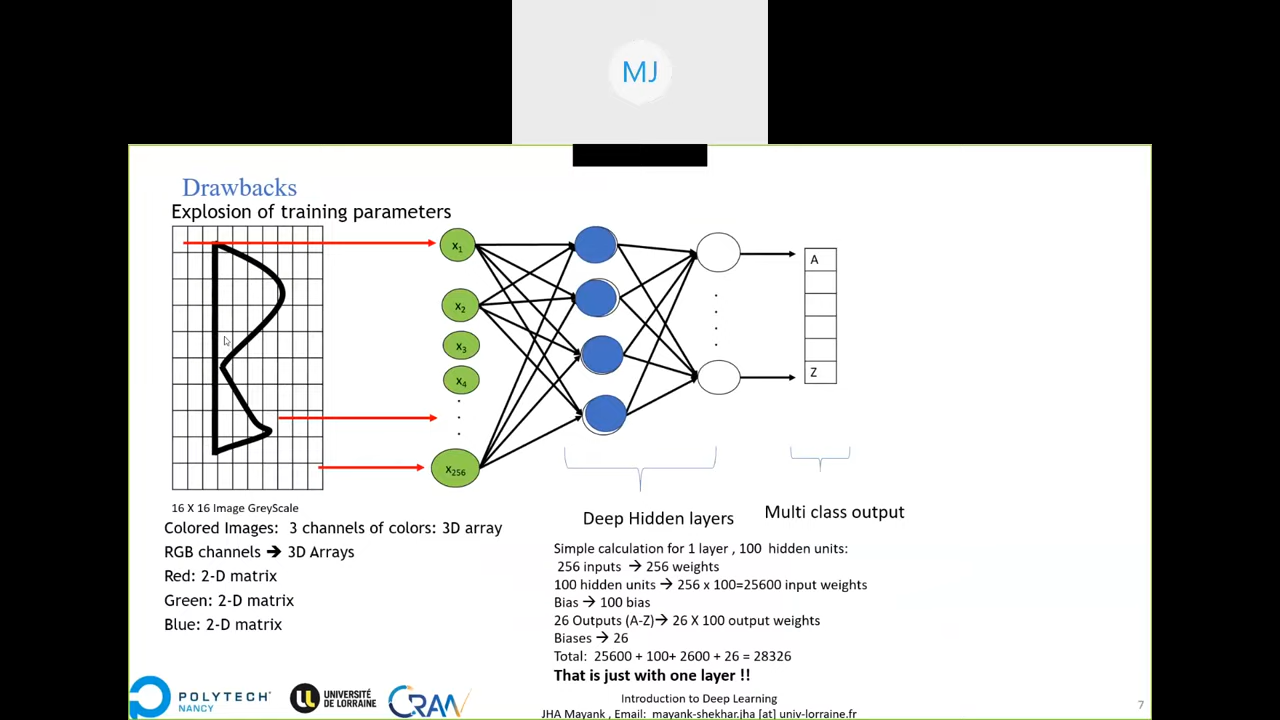 MJ
Drawbacks
Explosion of training parameters
x1
x2
x3
x4
x256
A
Z
16 X 16 Image GreyScale
Colored Images: 3 channels of colors: 3D array
RGB channels ➔ 3D Arrays
Red: 2-D matrix
Green: 2-D matrix
Blue: 2-D matrix
Deep Hidden layers
Multi class output
Simple calculation for 1 layer , 100 hidden units:
256 inputs → 256 weights
100 hidden units → 256 x 100=25600 input weights
Bias → 100 bias
26 Outputs (A-Z)→ 26 X 100 output weights
Biases → 26
Total: 25600 + 100+ 2600 + 26 = 28326
That is just with one layer !!
POLYTECH
NANCY
UNIVERSITÉ
DE LORRAINE
CRAN
Introduction to Deep Learning
JHA Mayank , Email: mayank-shekhar.jha [at] univ-lorraine.fr
7